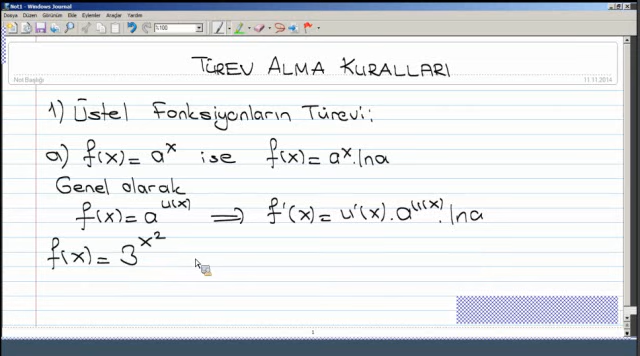 Not1 - Windows Journal
Dosya Düzen Görünüm Ekle Eylemler Araçlar Yardım
%100
TÜREV ALMA KURALLARI
Not Başlığı
11.11.2014
1) Üstel Fonksiyonların Türevi:
a) f(x) = a^x ise f(x) = a^x . lna
Genel olarak
f(x) = a^u(x) ⟹ f'(x) = u'(x) . a^u(x) . lna
f(x) = 3^x^2
1